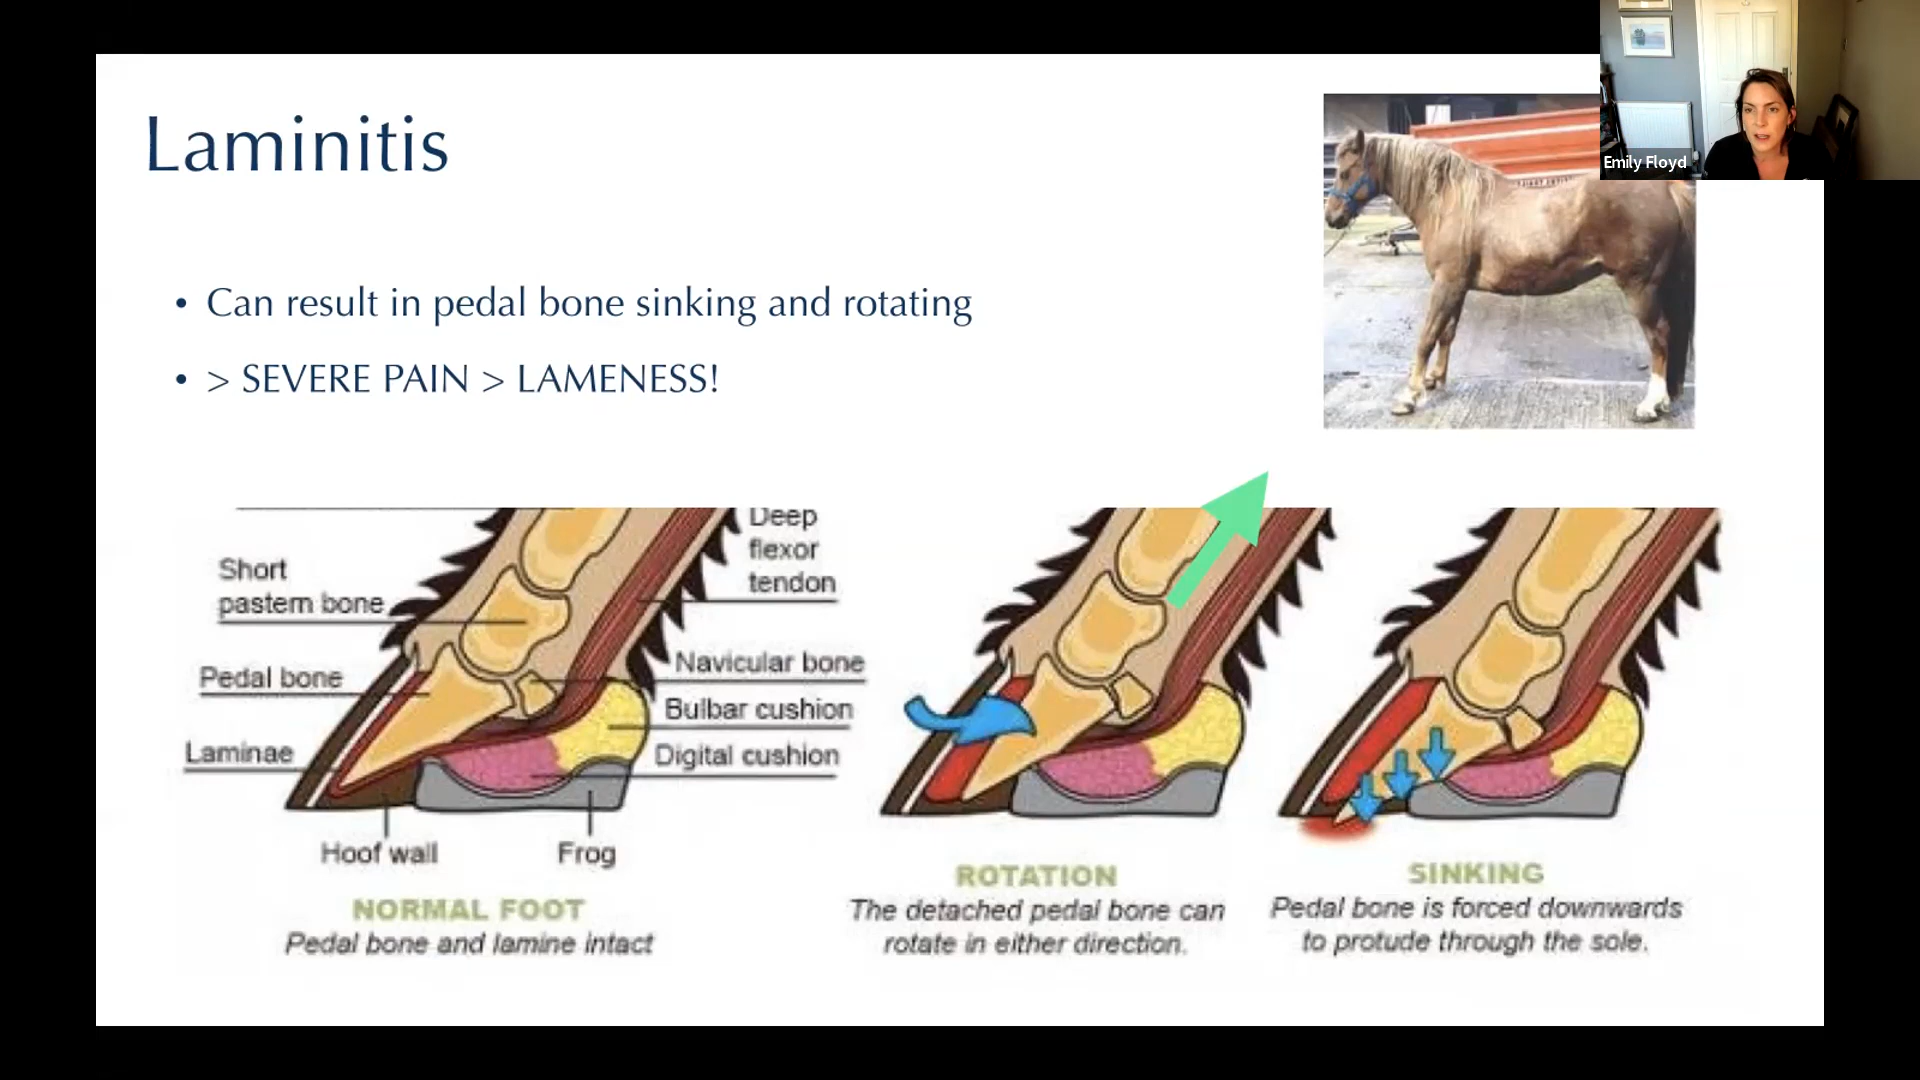 Laminitis
Emily Floyd
• Can result in pedal bone sinking and rotating
• > SEVERE PAIN > LAMENESS!
Deep
flexor
tendon
Short
pastern bone
Pedal bone
Navicular bone
Bulbar cushion
Laminae
Digital cushion
Hoof wall
Frog
NORMAL FOOT
Pedal bone and lamine intact
ROTATION
The detached pedal bone can
rotate in either direction.
SINKING
Pedal bone is forced downwards
to protude through the sole.